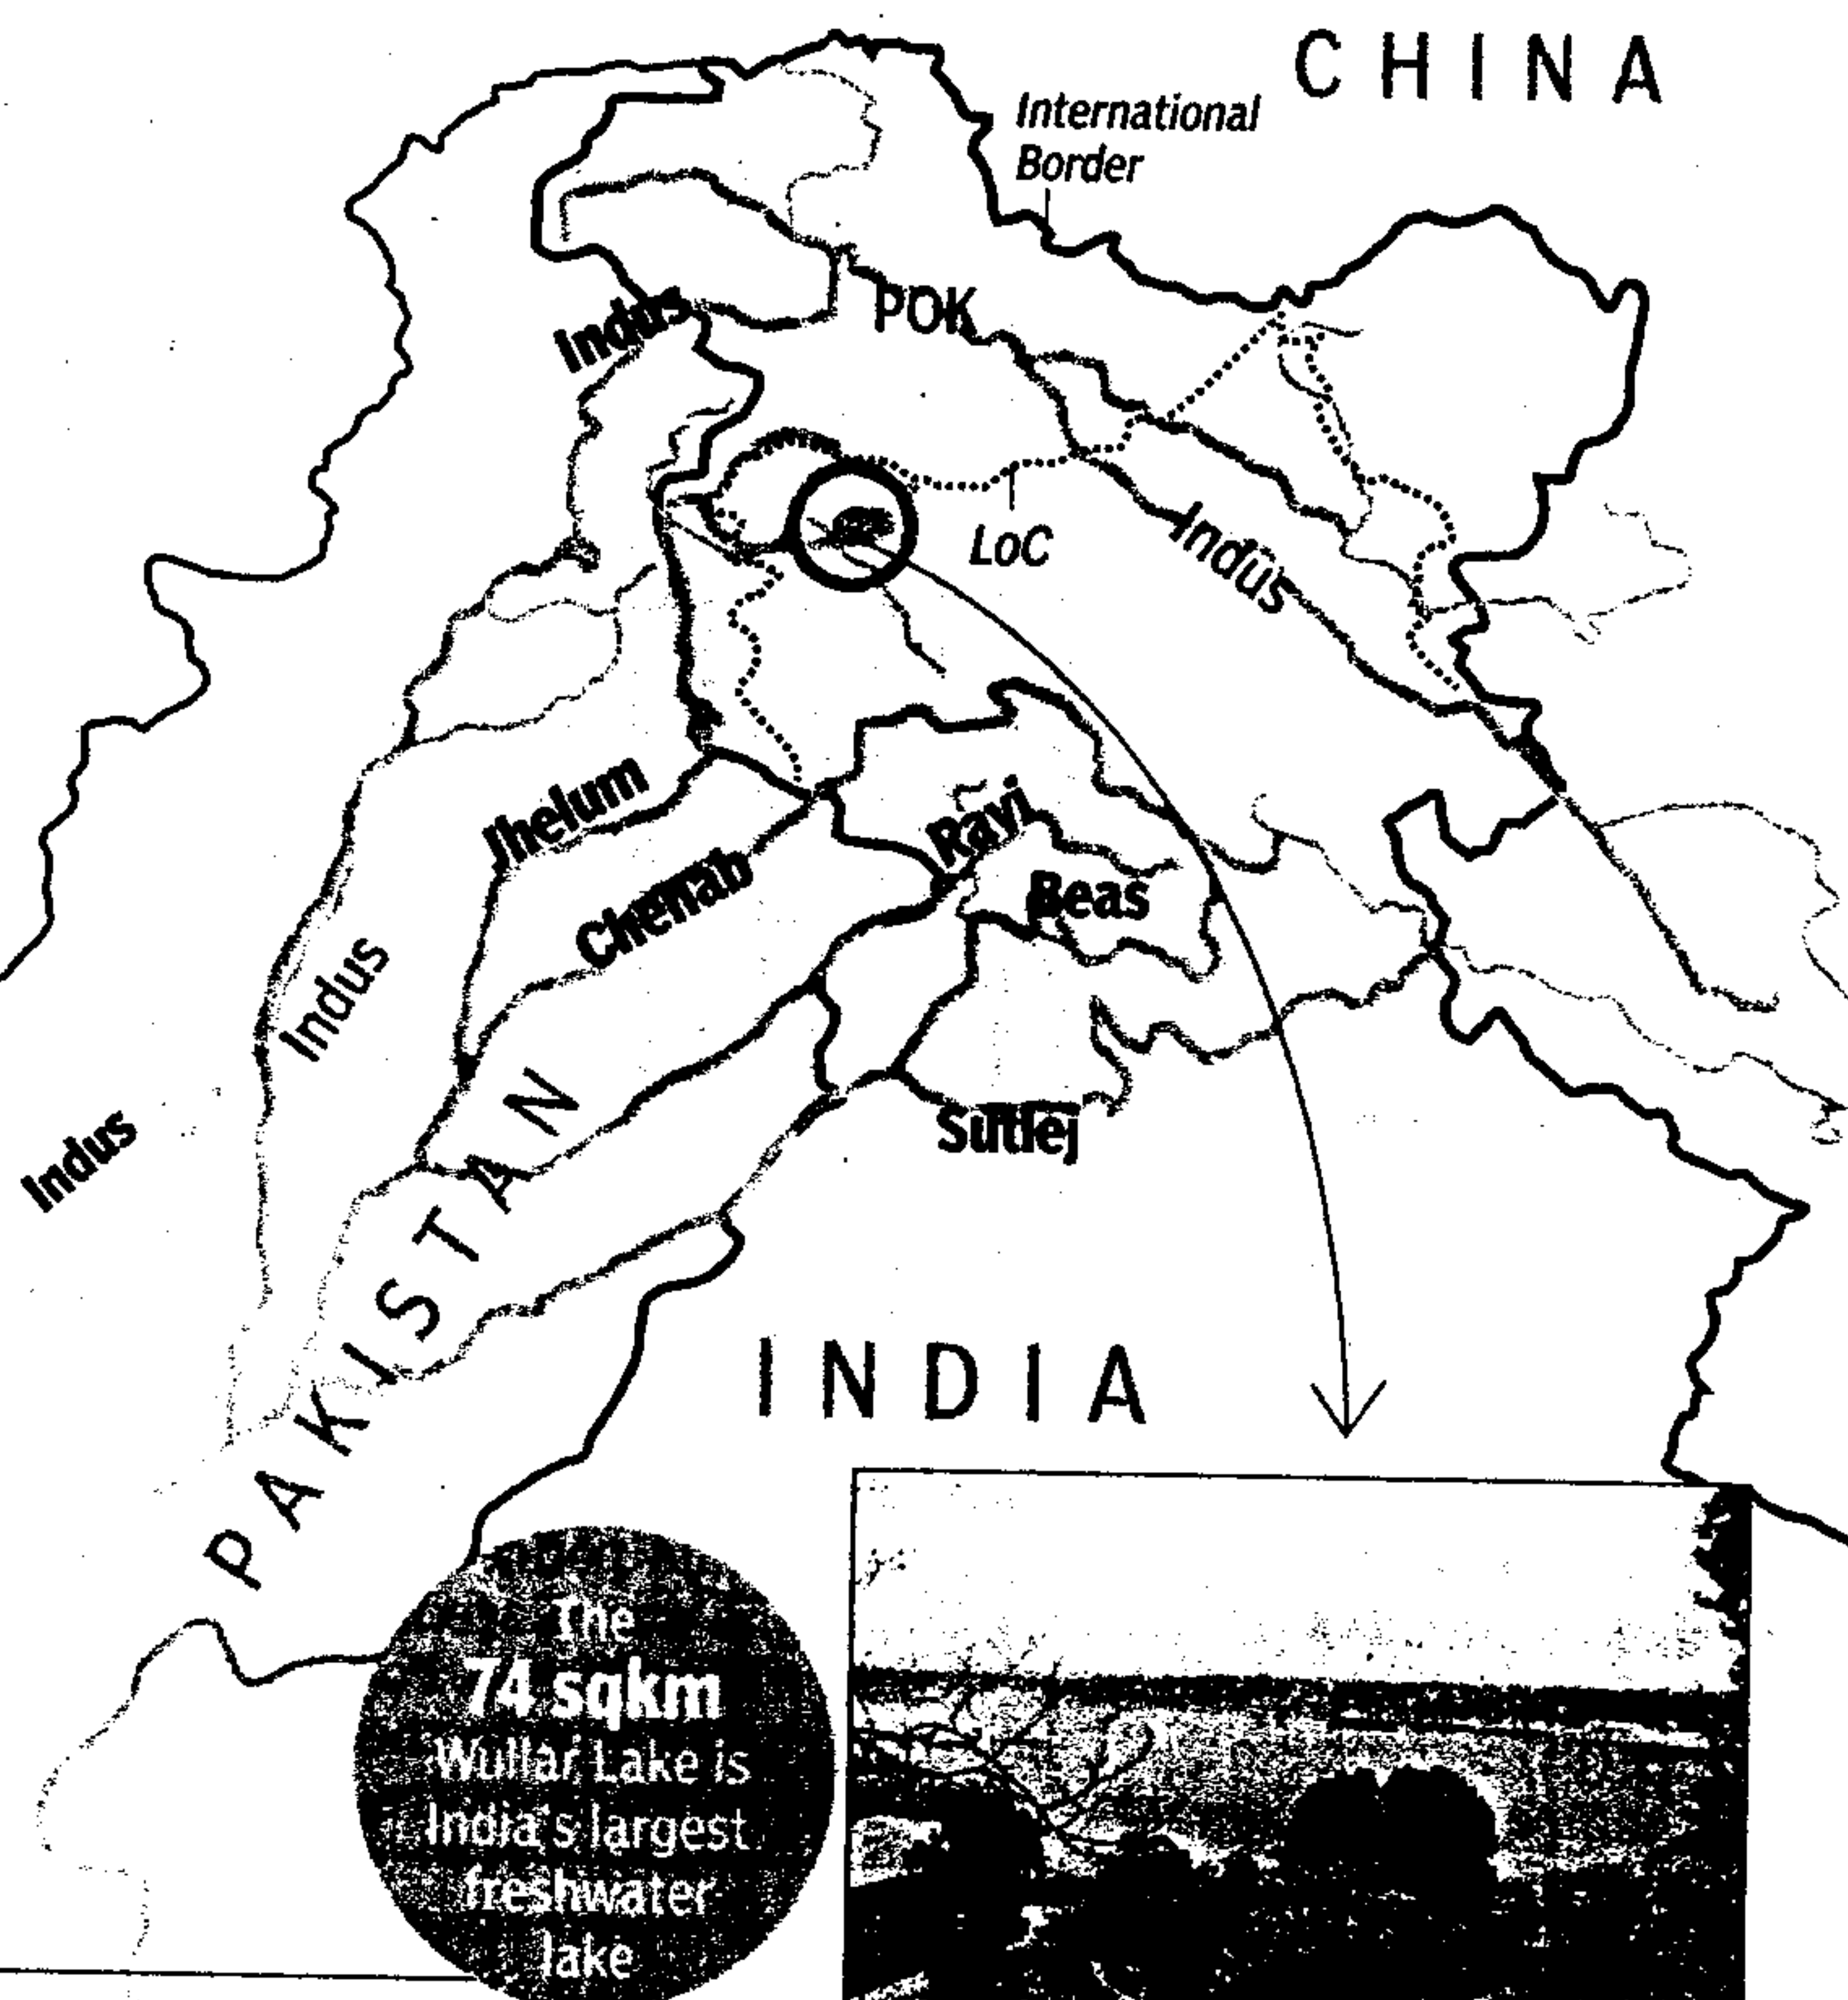 CHINA
International
Border
Indus
POK
LoC
Indus
Jhelum
Ravi
Chenab
Beas
Indus
Indus
Sutlej
PAKISTAN
INDIA
The
74 sqkm
Wullar Lake is
India's largest
freshwater
lake